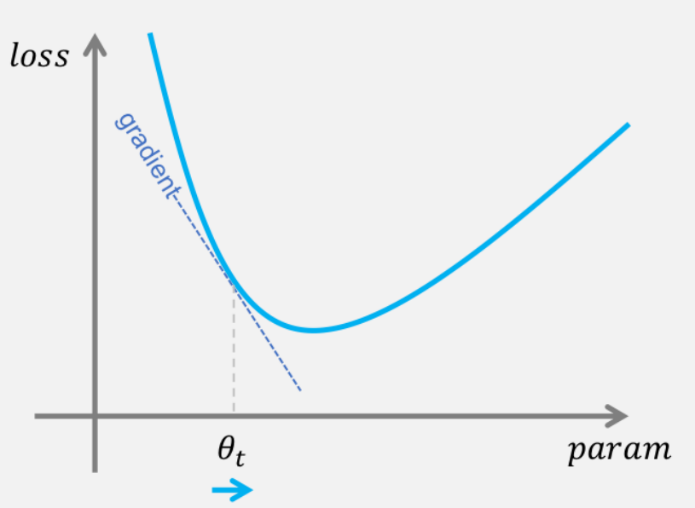 loss
gradient
θₜ
param